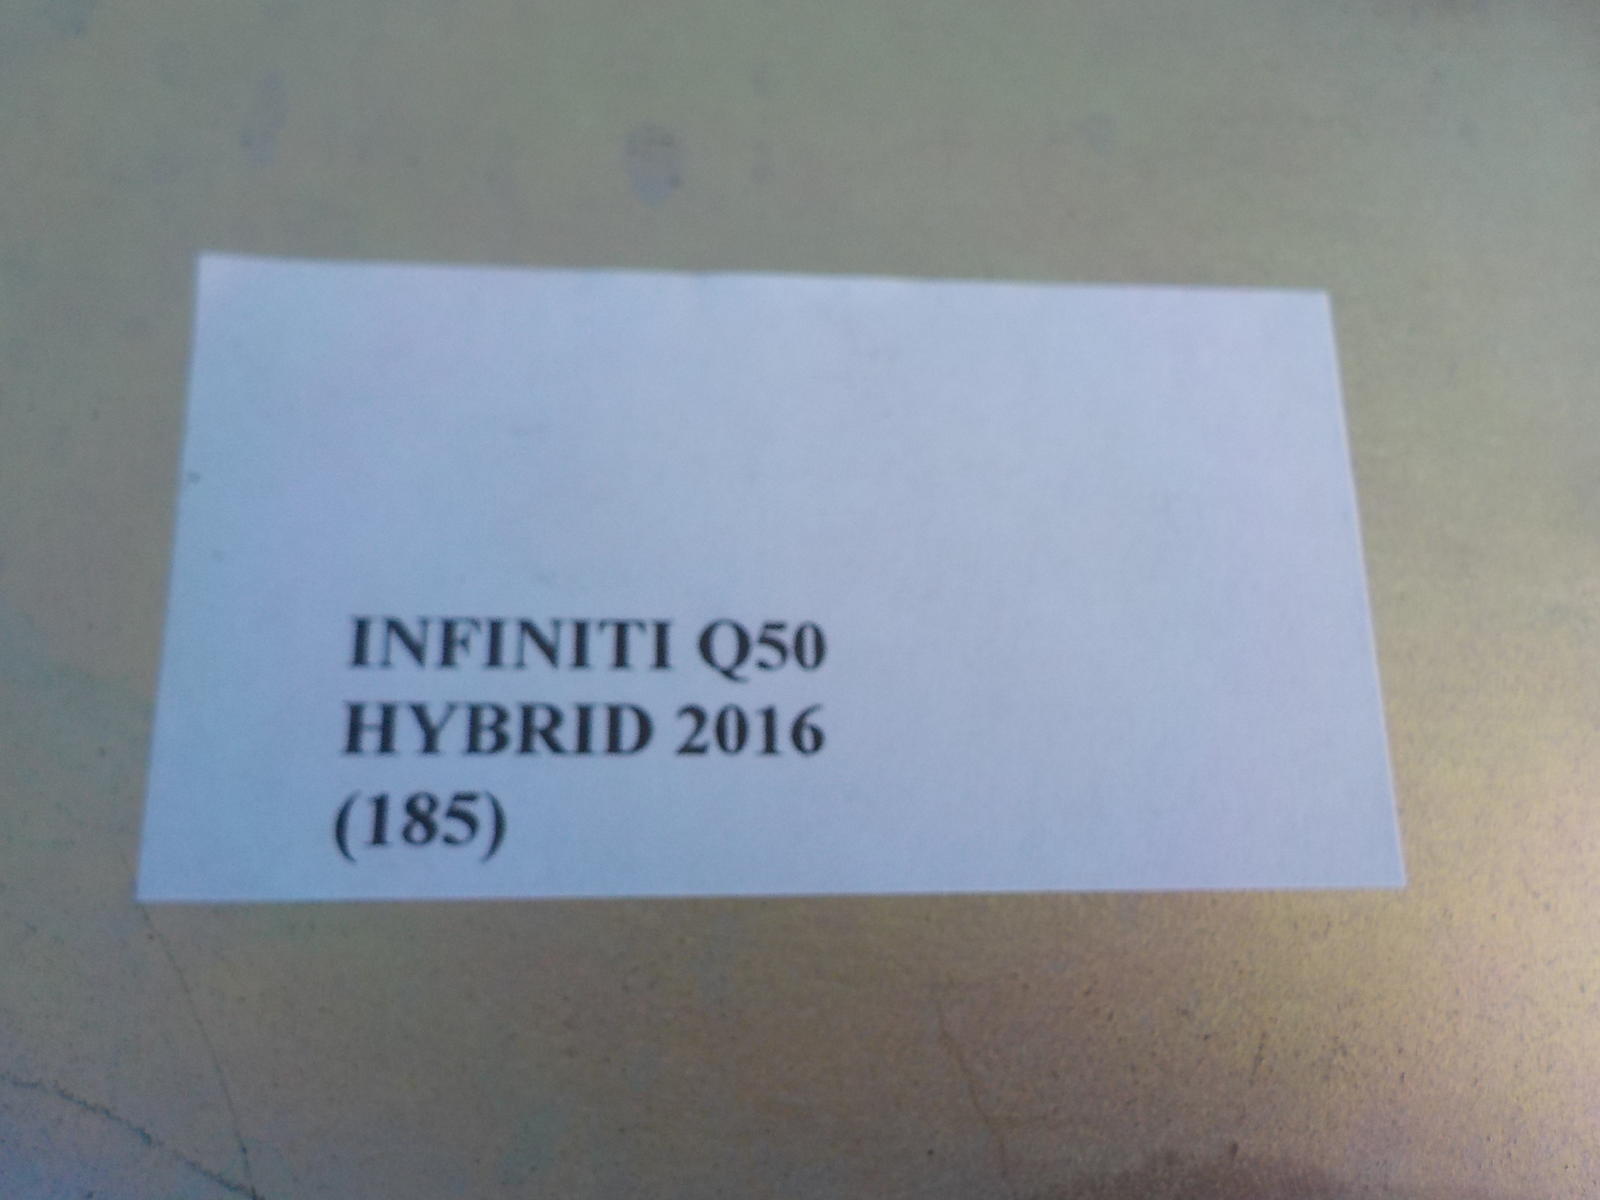 INFINITI Q50
HYBRID 2016
(185)